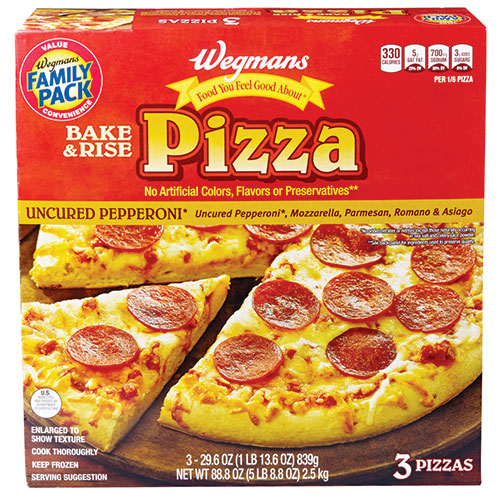 3 PIZZAS
VALUE
Wegmans
FAMILY
PACK
CONVENIENCE
Wegmans
Food You Feel Good About®
330
CALORIES
5g
SAT FAT
700mg
SODIUM
3g
SUGARS
PER 1/6 PIZZA
BAKE
& RISE
Pizza
No Artificial Colors, Flavors or Preservatives**
UNCURED PEPPERONI* Uncured Pepperoni*, Mozzarella, Parmesan, Romano & Asiago
U.S.
ENLARGED TO
SHOW TEXTURE
COOK THOROUGHLY
KEEP FROZEN
SERVING SUGGESTION
3 - 29.6 OZ (1 LB 13.6 OZ) 839g
NET WT 88.8 OZ (5 LB 8.8 OZ) 2.5 kg
3 PIZZAS